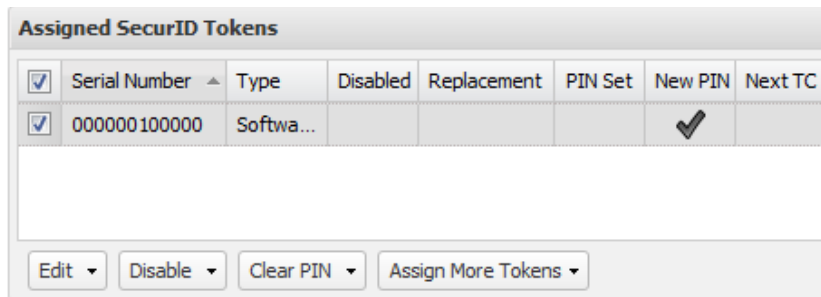 Assigned SecurID Tokens
Serial Number Type Disabled Replacement PIN Set New PIN Next TC
000000100000 Softwa...
Edit Disable Clear PIN Assign More Tokens